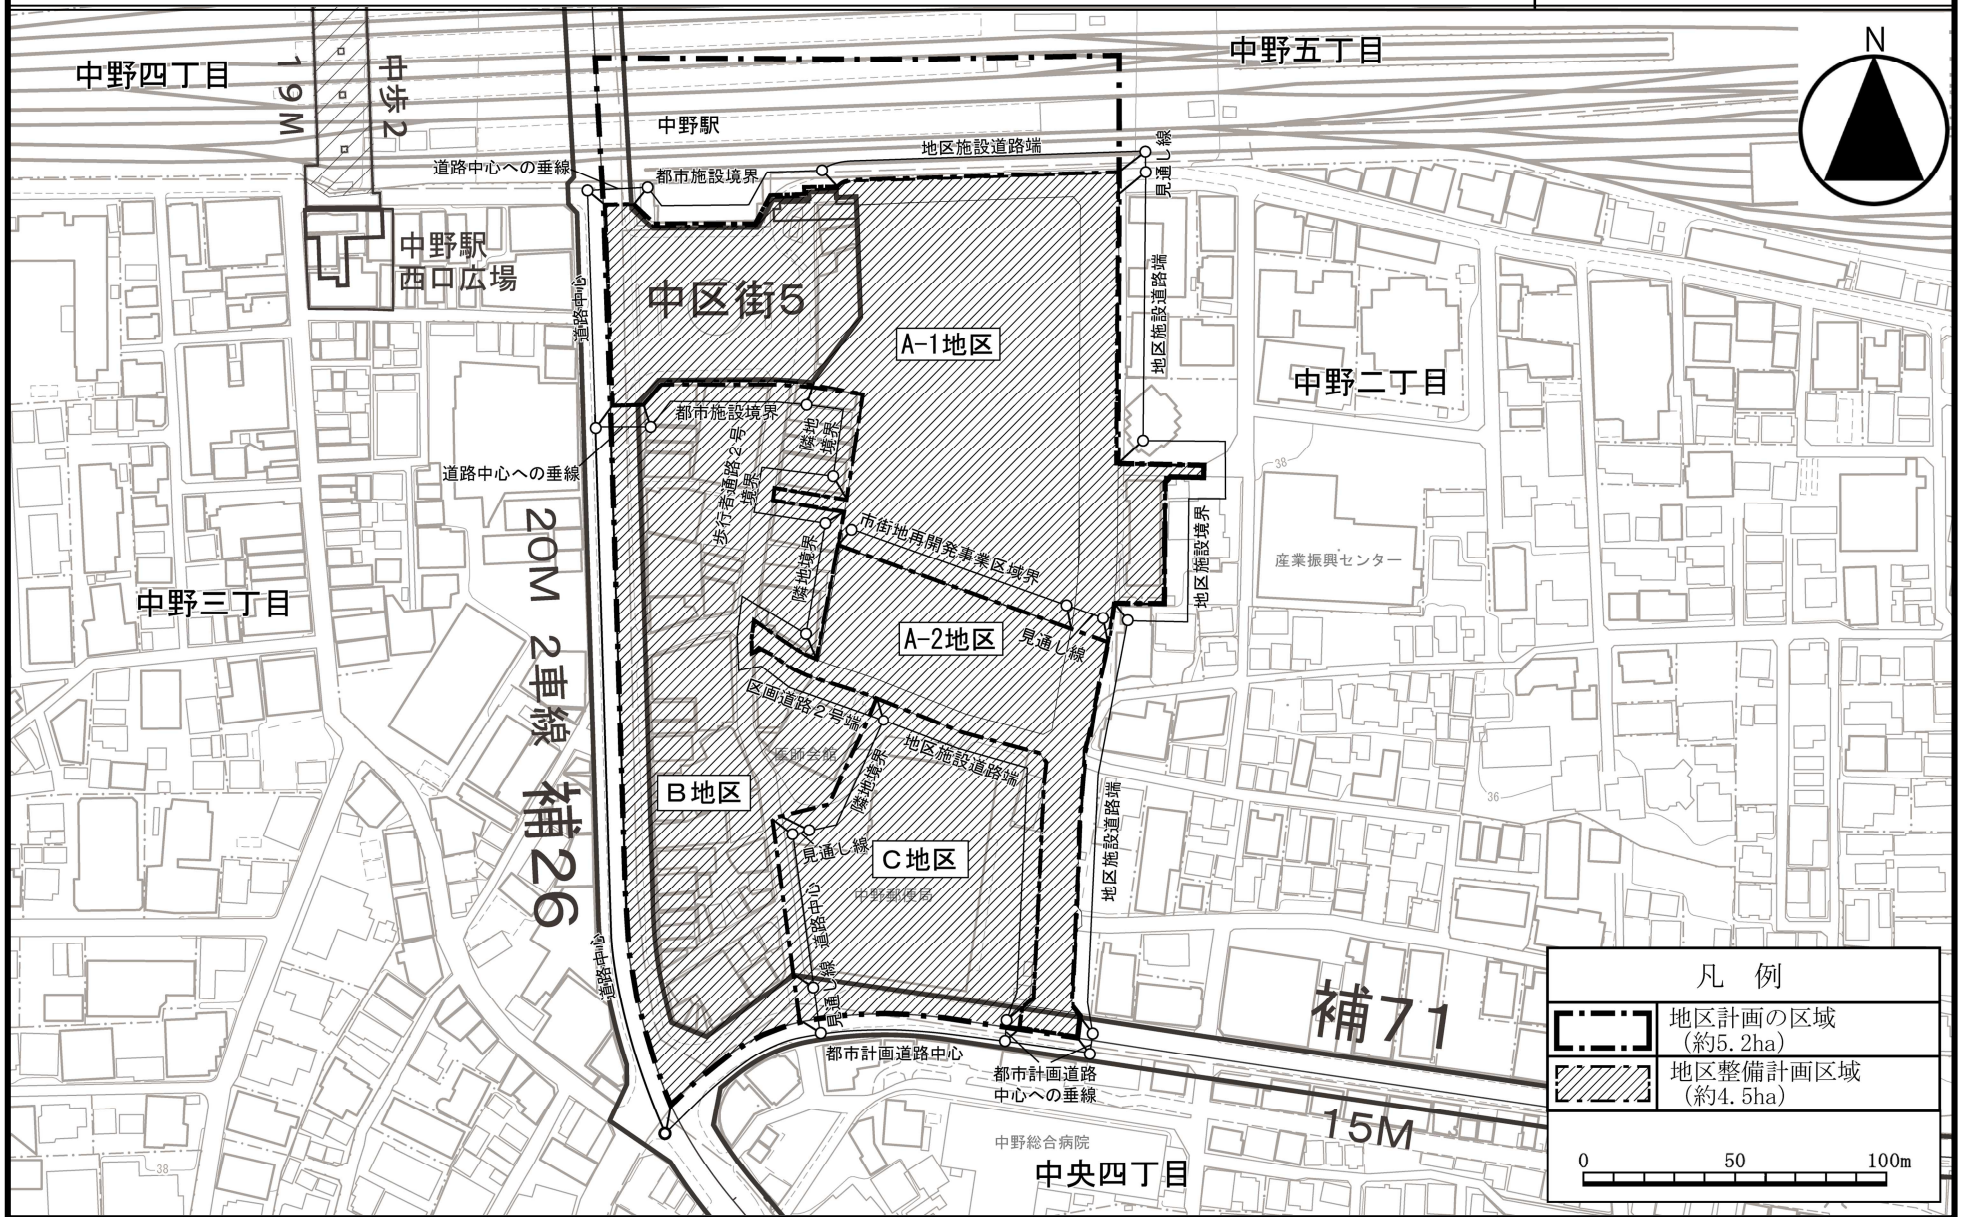 中野四丁目
19M
中歩2
中野五丁目
N
中野駅
地区施設道路端
見通し線
道路中心への垂線
都市施設境界
中野駅
西口広場
道路中心
中区街5
地区施設道路端
A-1地区
中野二丁目
都市施設境界
隣地
境界
歩行者通路2号
境界
道路中心への垂線
38
20M 2車線
市街地再開発事業区域界
隣地境界
産業振興センター
地区施設境界
中野三丁目
A-2地区
見通し線
区画道路2号端
地区施設道路端
医師会館
隣地境界
B地区
補26
地区施設道路端
36
見通し線
C地区
中野郵便局
道路中心
道路中心
見通し線
補71
都市計画道路中心
都市計画道路
中心への垂線
15M
中野総合病院
中央四丁目
38
凡 例
地区計画の区域
(約5.2ha)
地区整備計画区域
(約4.5ha)
0 50 100m